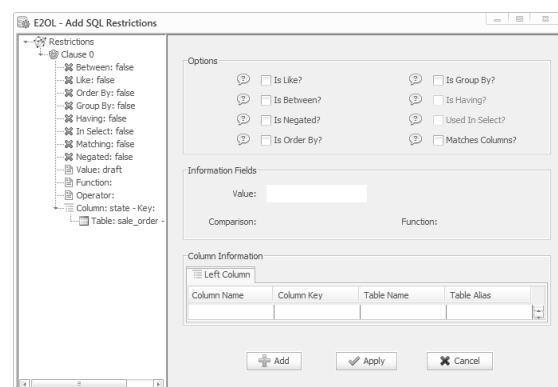 E2OL - Add SQL Restrictions
Restrictions
Clause 0
Between: false
Like: false
Order By: false
Group By: false
Having: false
In Select: false
Matching: false
Negated: false
Value: draft
Function:
Operator:
Column: state - Key:
Table: sale_order -
Options
Is Like?
Is Group By?
Is Between?
Is Having?
Is Negated?
Used In Select?
Is Order By?
Matches Columns?
Information Fields
Value:
Comparison:
Function:
Column Information
Left Column
Column Name Column Key Table Name Table Alias
Add
Apply
Cancel